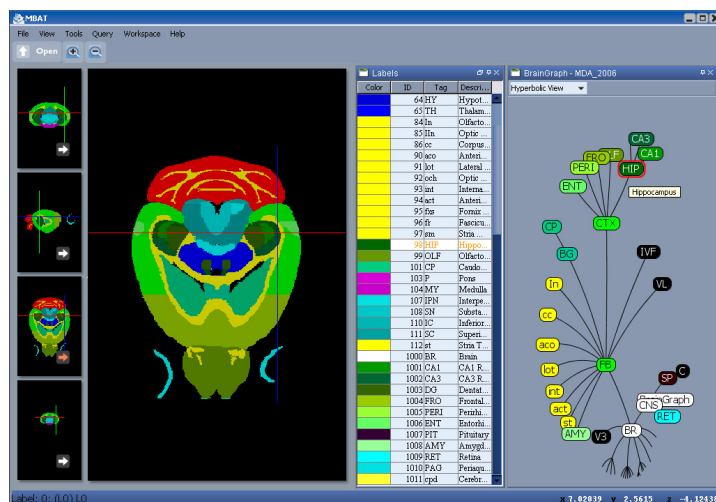 MBAT
File View Tools Query Workspace Help
Open
Labels
Color ID Tag Descri...
64 HY Hypot...
65 TH Thalam...
84 In Olfacto...
85 IIn Optic ...
86 cc Corpus...
90 aco Anteri...
91 lot Lateral ...
92 och Optic ...
93 int Interna...
94 act Anteri...
95 fxs Fornix ...
96 fr Fascicu...
97 sm Stria ...
98 HIP Hippo...
99 OLF Olfacto...
101 CP Caudo...
103 P Pons
104 MY Medulla
107 IPN Interpe...
108 SN Substa...
110 IC Inferior...
111 SC Superi...
112 st Stria T...
1000 BR Brain
1001 CA1 CA1 R...
1002 CA3 CA3 R...
1003 DG Dentat...
1004 FRO Frontal...
1005 PERI Perirhi...
1006 ENT Entorhi...
1007 PIT Pituitary
1008 AMY Amygd...
1009 RET Retina
1010 PAG Periaqu...
1011 cpd Cerebr...
BrainGraph - MDA_2006
Hyperbolic View
CA3
FRO OLF CA1
PERI HIP
ENT Hippocampus
CTX
CP
BG IVF
In VL
cc
aco
lot FB C
SP
int BrainGraph
act CNS
st RET
AMY V3 BR
Label: 0: (LO) LO
x 7.02039 y 2.5615 z -4.12438